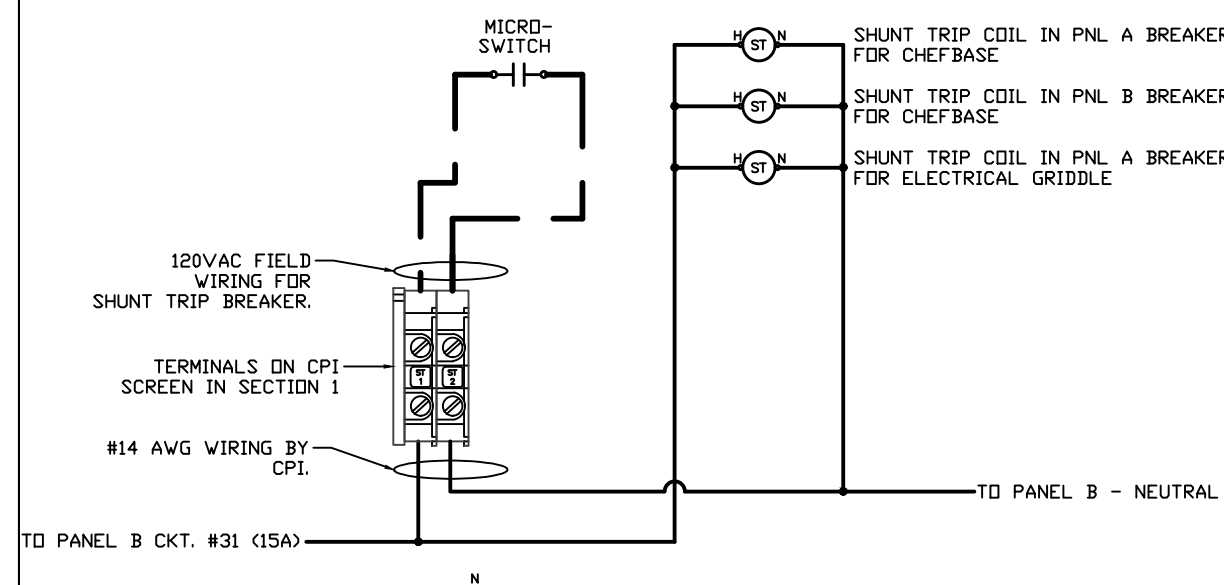 MICRO-
SWITCH
H ST N
SHUNT TRIP COIL IN PNL A BREAKER
FOR CHEFBASE
H ST N
SHUNT TRIP COIL IN PNL B BREAKER
FOR CHEFBASE
H ST N
SHUNT TRIP COIL IN PNL A BREAKER
FOR ELECTRICAL GRIDDLE
120VAC FIELD
WIRING FOR
SHUNT TRIP BREAKER.
TERMINALS ON CPI
SCREEN IN SECTION 1
ST
1
ST
2
#14 AWG WIRING BY
CPI.
TO PANEL B - NEUTRAL
TO PANEL B CKT. #31 (15A)
N